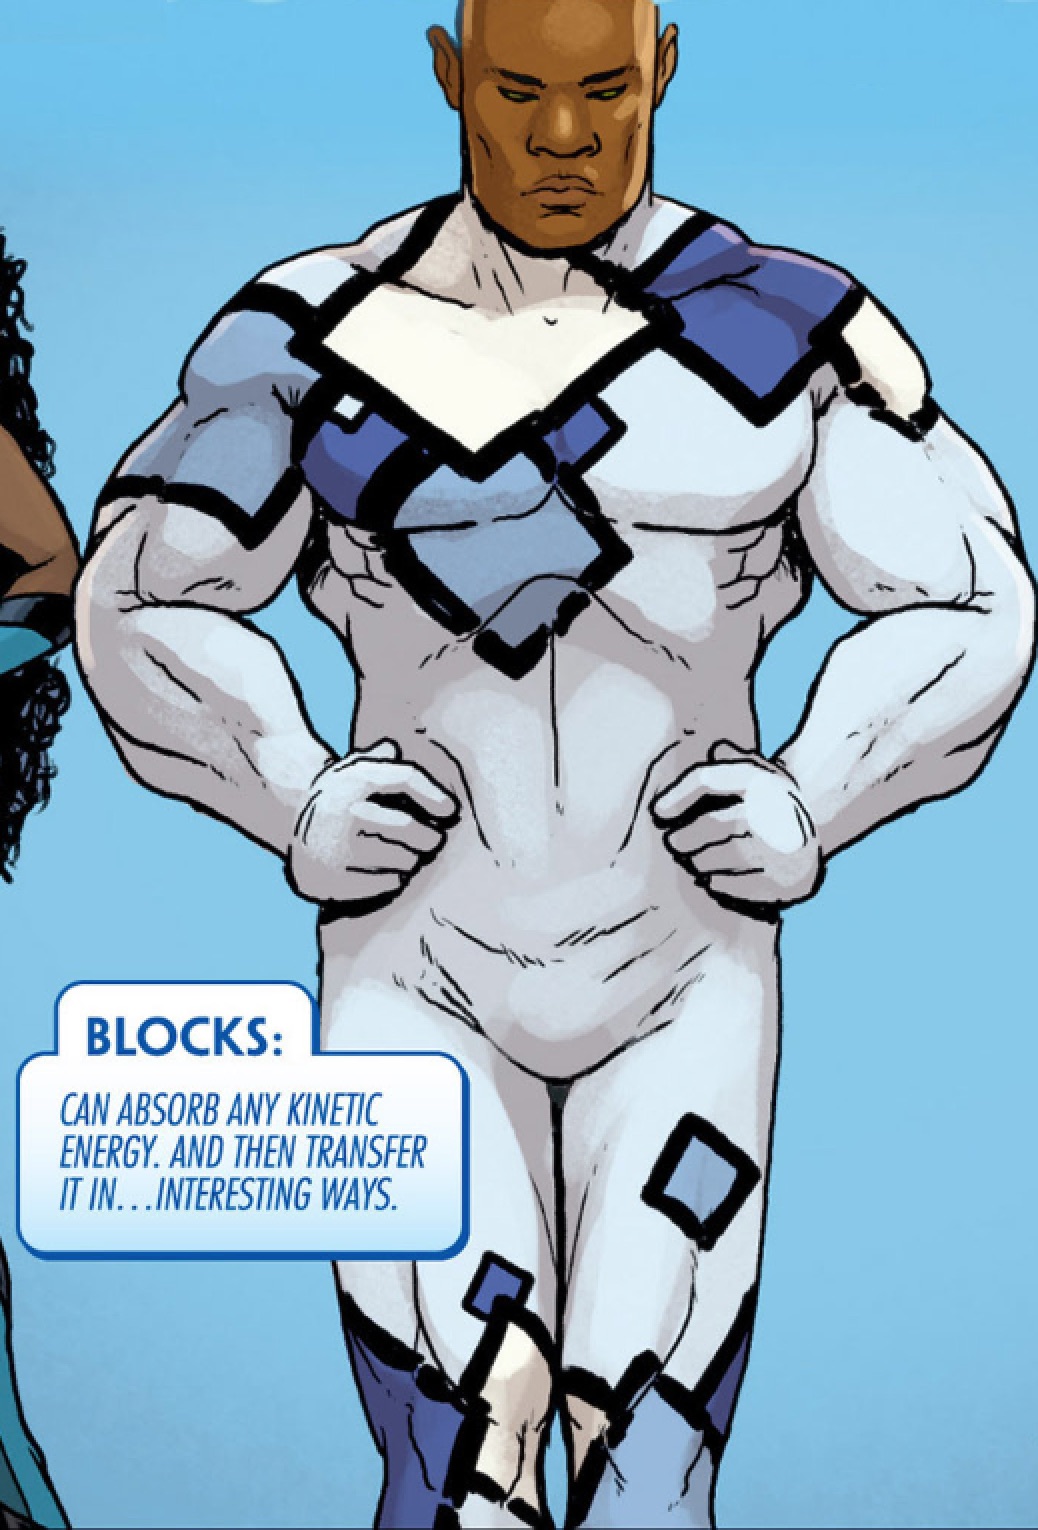 BLOCKS:
CAN ABSORB ANY KINETIC
ENERGY. AND THEN TRANSFER
IT IN...INTERESTING WAYS.